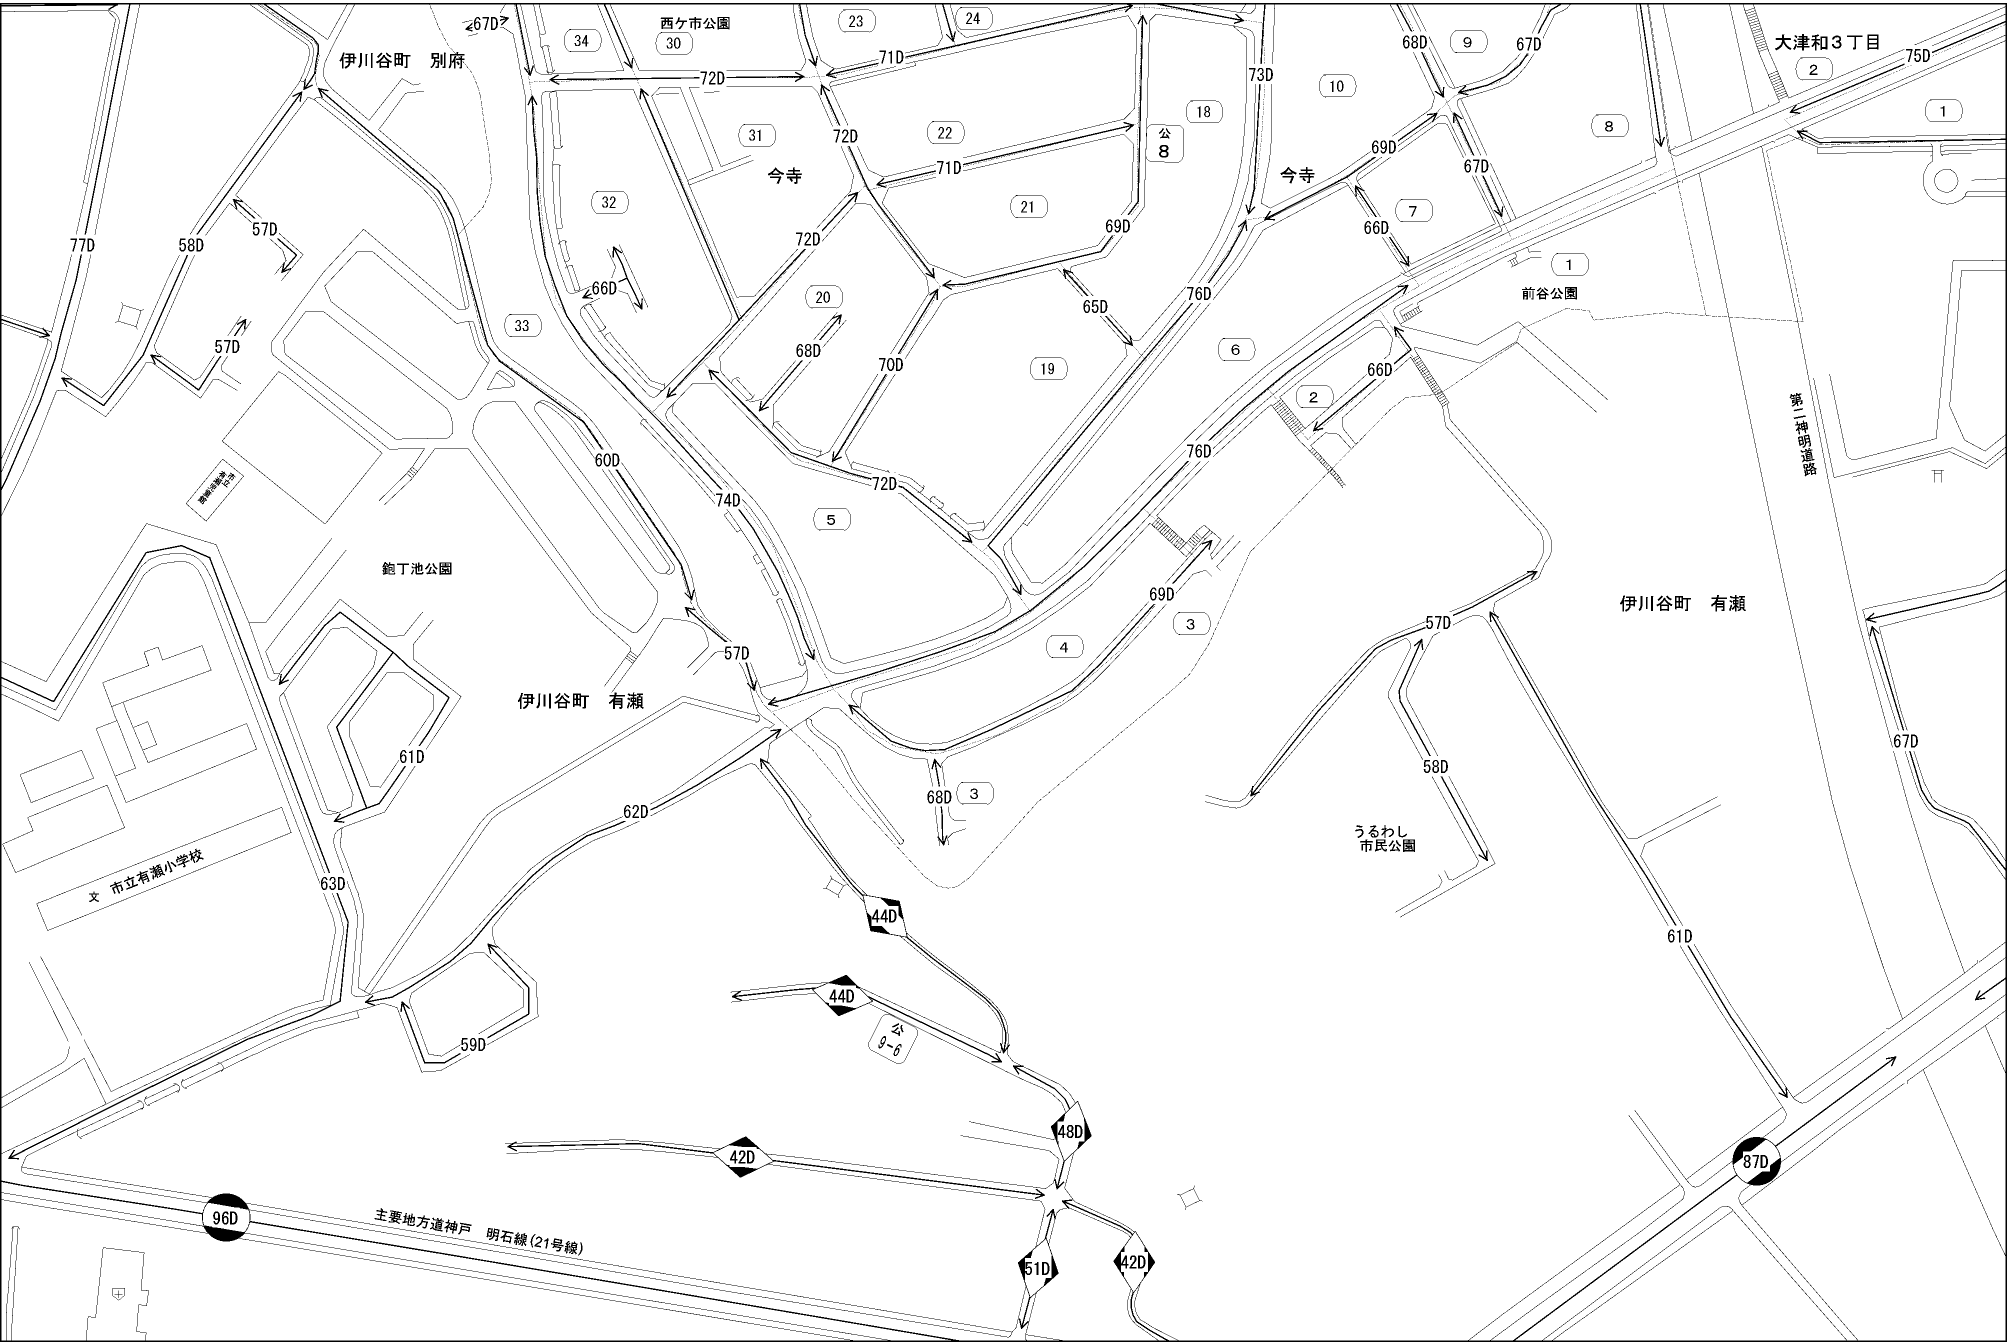 67D
西ケ市公園
23
24
34
30
伊川谷町　別府
71D
72D
68D
9
67D
大津和３丁目
75D
2
73D
10
18
1
31
22
72D
公
8
8
69D
67D
今寺
71D
今寺
32
21
7
57D
77D
58D
72D
69D
66D
1
66D
20
前谷公園
76D
65D
33
57D
68D
6
70D
19
66D
2
第二神明道路
60D
76D
市立
72D
74D
5
鉋丁池公園
69D
伊川谷町　有瀬
3
57D
4
57D
伊川谷町　有瀬
61D
67D
58D
68D
3
62D
うるわし
市民公園
市立有瀬小学校
文
63D
44D
61D
44D
公
9-6
59D
48D
42D
87D
96D
主要地方道神戸　明石線(21号線)
51D
42D